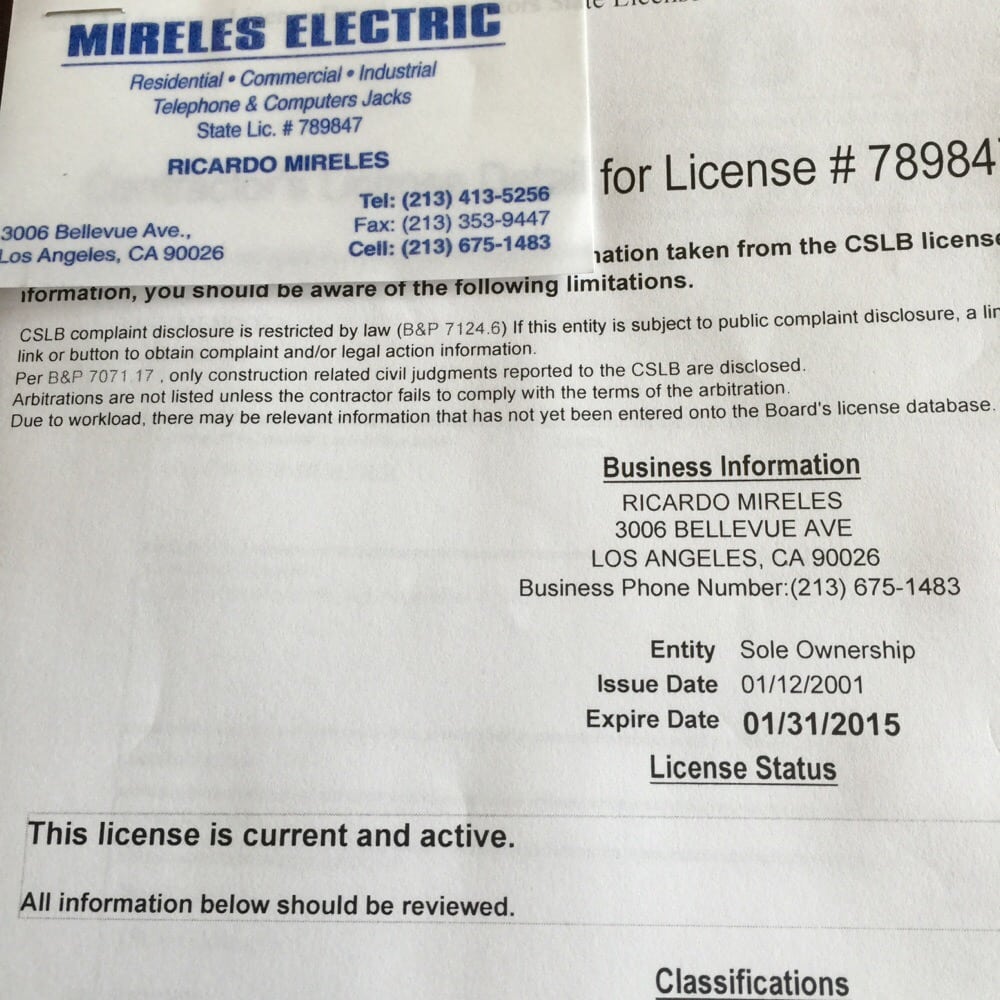 MIRELES ELECTRIC
Residential • Commercial • Industrial
Telephone & Computers Jacks
State Lic. # 789847
RICARDO MIRELES
Tel: (213) 413-5256
Fax: (213) 353-9447
Cell: (213) 675-1483
3006 Bellevue Ave.,
Los Angeles, CA 90026
for License # 78984
taken from the CSLB license
you should be aware of the following limitations.
CSLB complaint disclosure is restricted by law (B&P 7124.6) If this entity is subject to public complaint disclosure, a
link or button to obtain complaint and/or legal action information.
Per B&P 7071.17 , only construction related civil judgments reported to the CSLB are disclosed.
Arbitrations are not listed unless the contractor fails to comply with the terms of the arbitration.
Due to workload, there may be relevant information that has not yet been entered onto the Board's license database.
Business Information
RICARDO MIRELES
3006 BELLEVUE AVE
LOS ANGELES, CA 90026
Business Phone Number:(213) 675-1483
Entity Sole Ownership
Issue Date 01/12/2001
Expire Date 01/31/2015
License Status
This license is current and active.
All information below should be reviewed.
Classifications